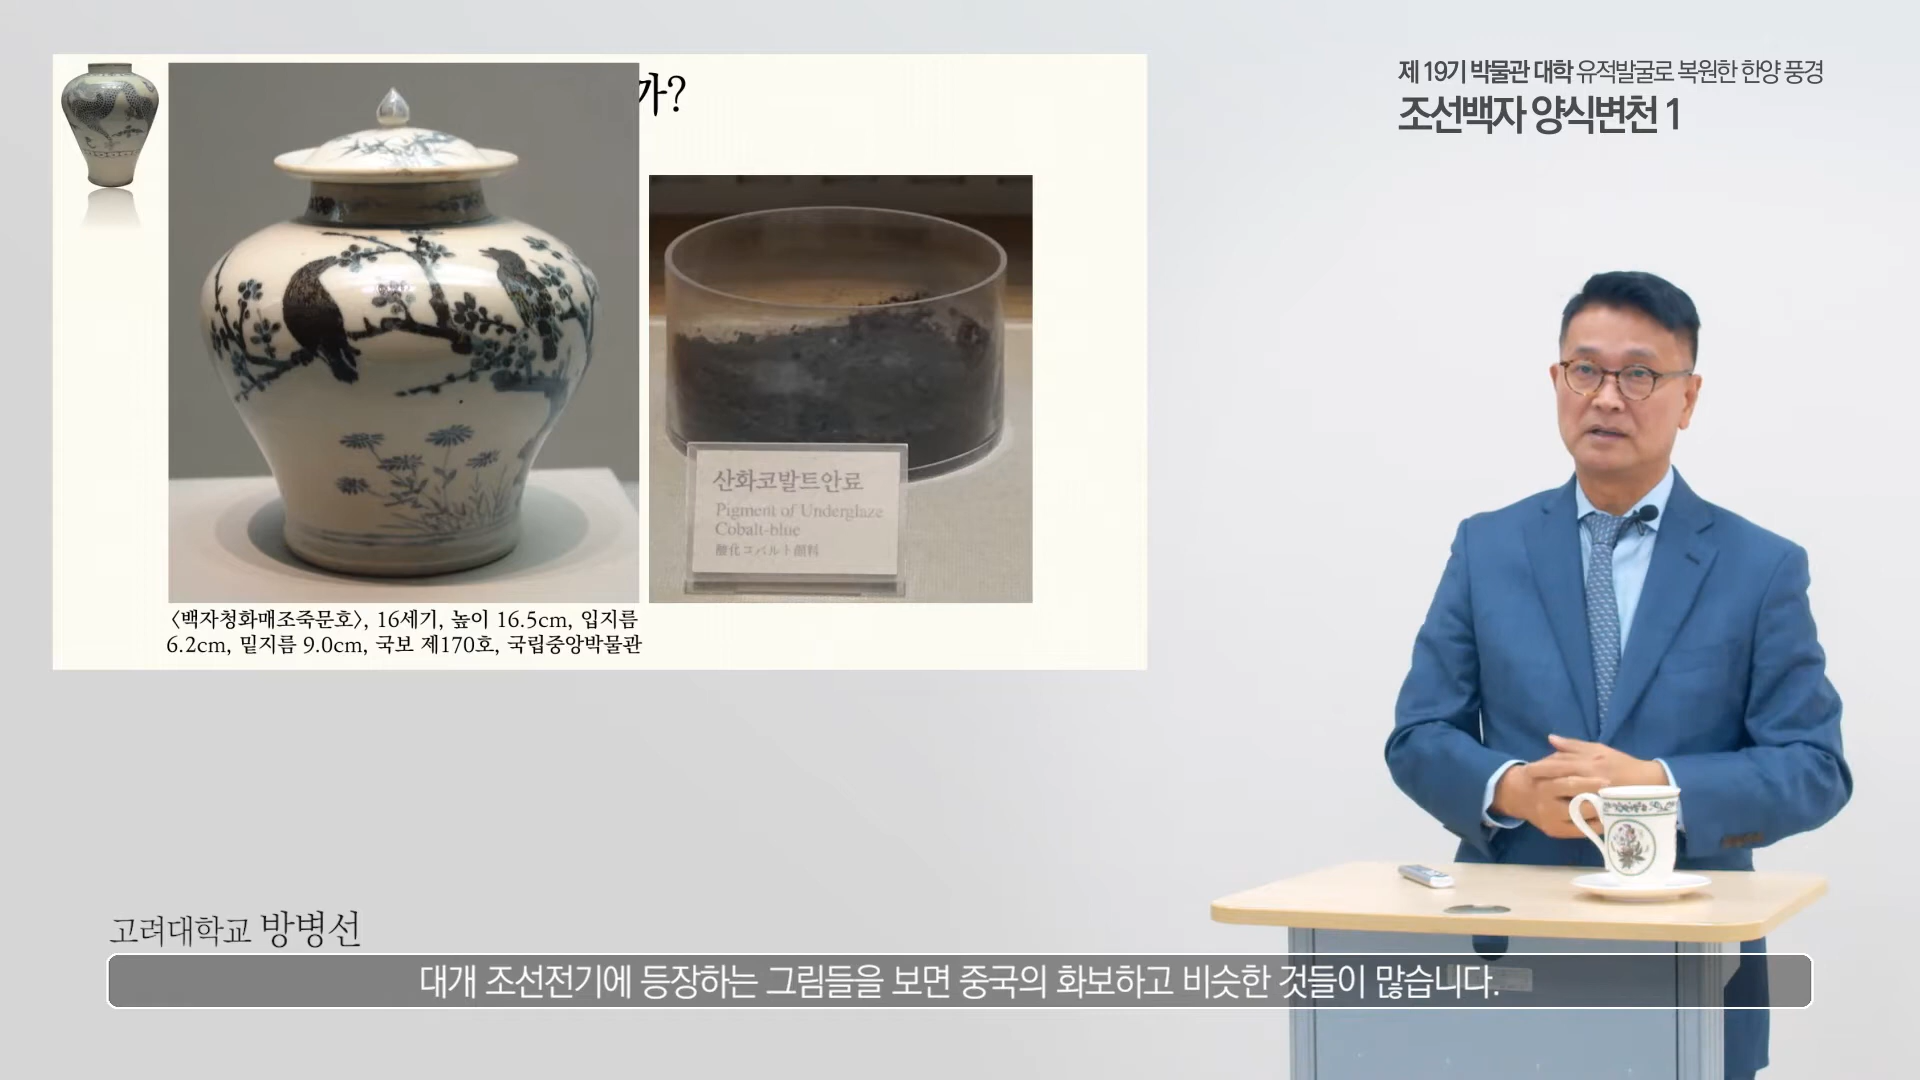 까?
산화코발트안료
Pigment of Underglaze
Cobalt-blue
酸化コバルト顔料
〈백자청화매조죽문호〉, 16세기, 높이 16.5cm, 입지름
6.2cm, 밑지름 9.0cm, 국보 제170호, 국립중앙박물관
제 19기 박물관 대학 유적발굴로 복원한 한양 풍경
조선백자 양식변천 1
고려대학교 방병선
대개 조선전기에 등장하는 그림들을 보면 중국의 화보하고 비슷한 것들이 많습니다.